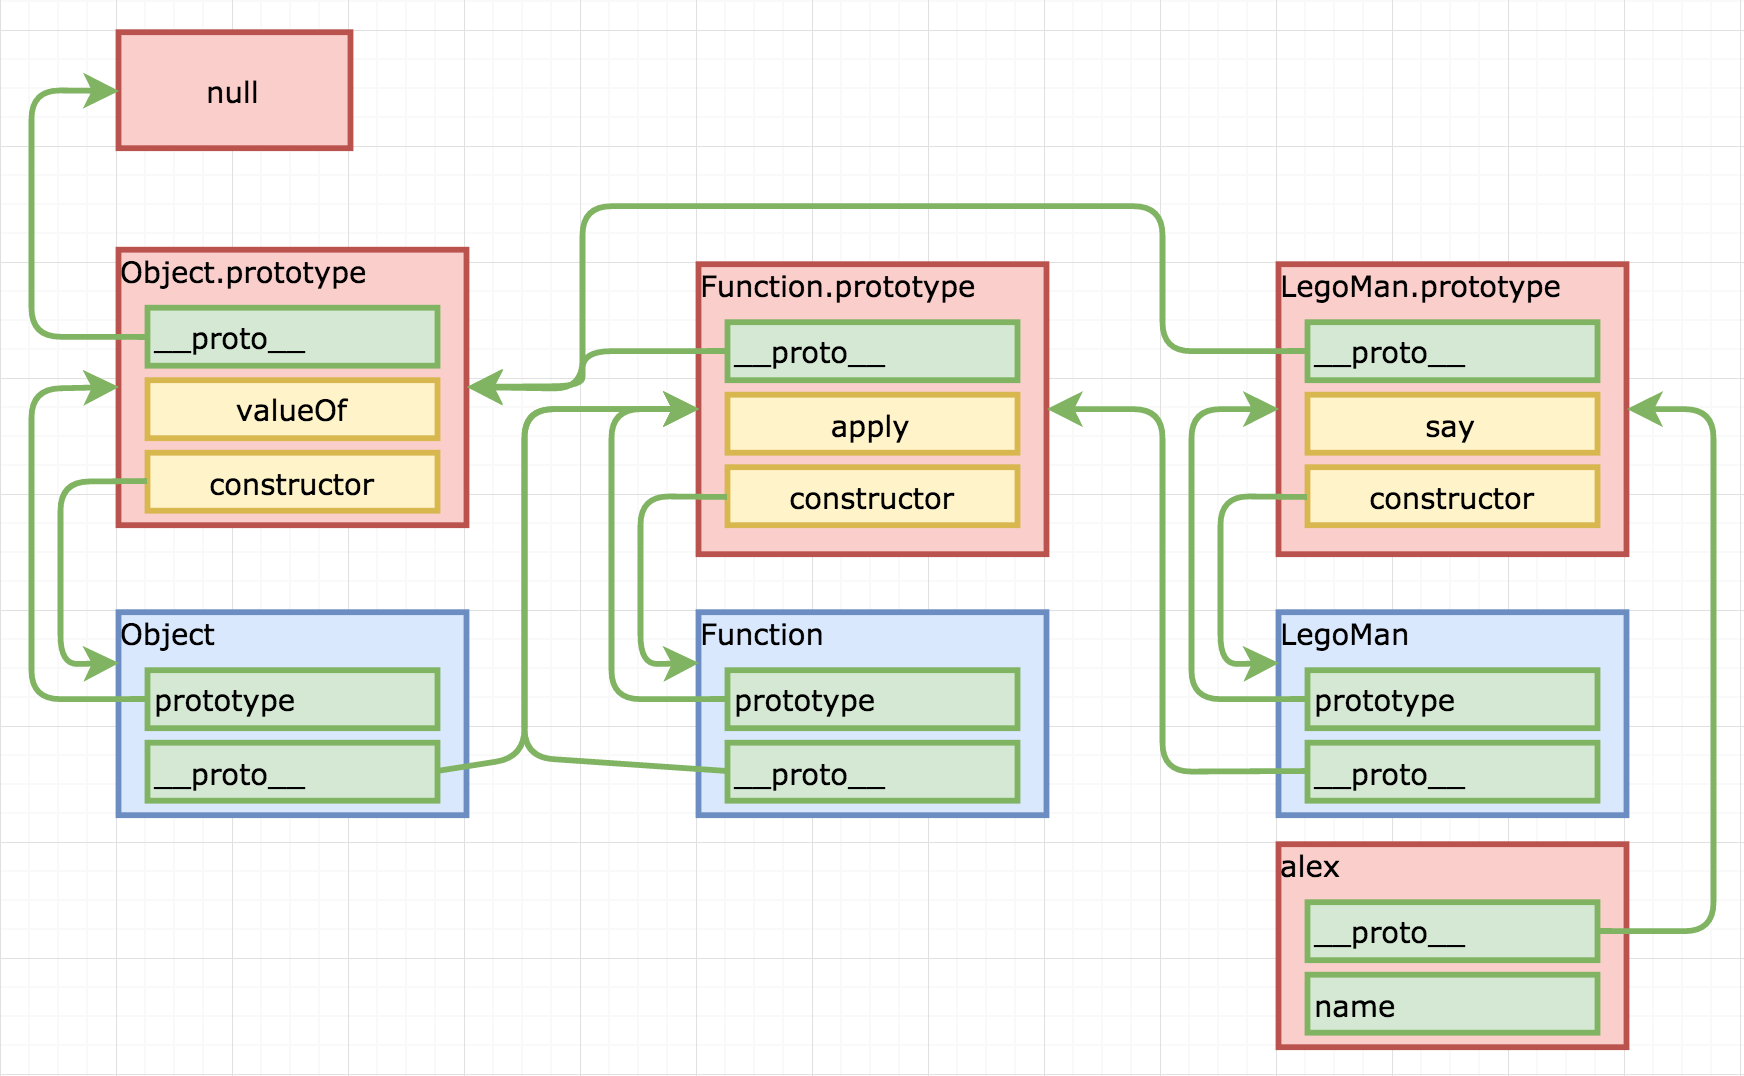 null
Object.prototype
__proto__
valueOf
constructor
Function.prototype
__proto__
apply
constructor
LegoMan.prototype
__proto__
say
constructor
Object
prototype
__proto__
Function
prototype
__proto__
LegoMan
prototype
__proto__
alex
__proto__
name